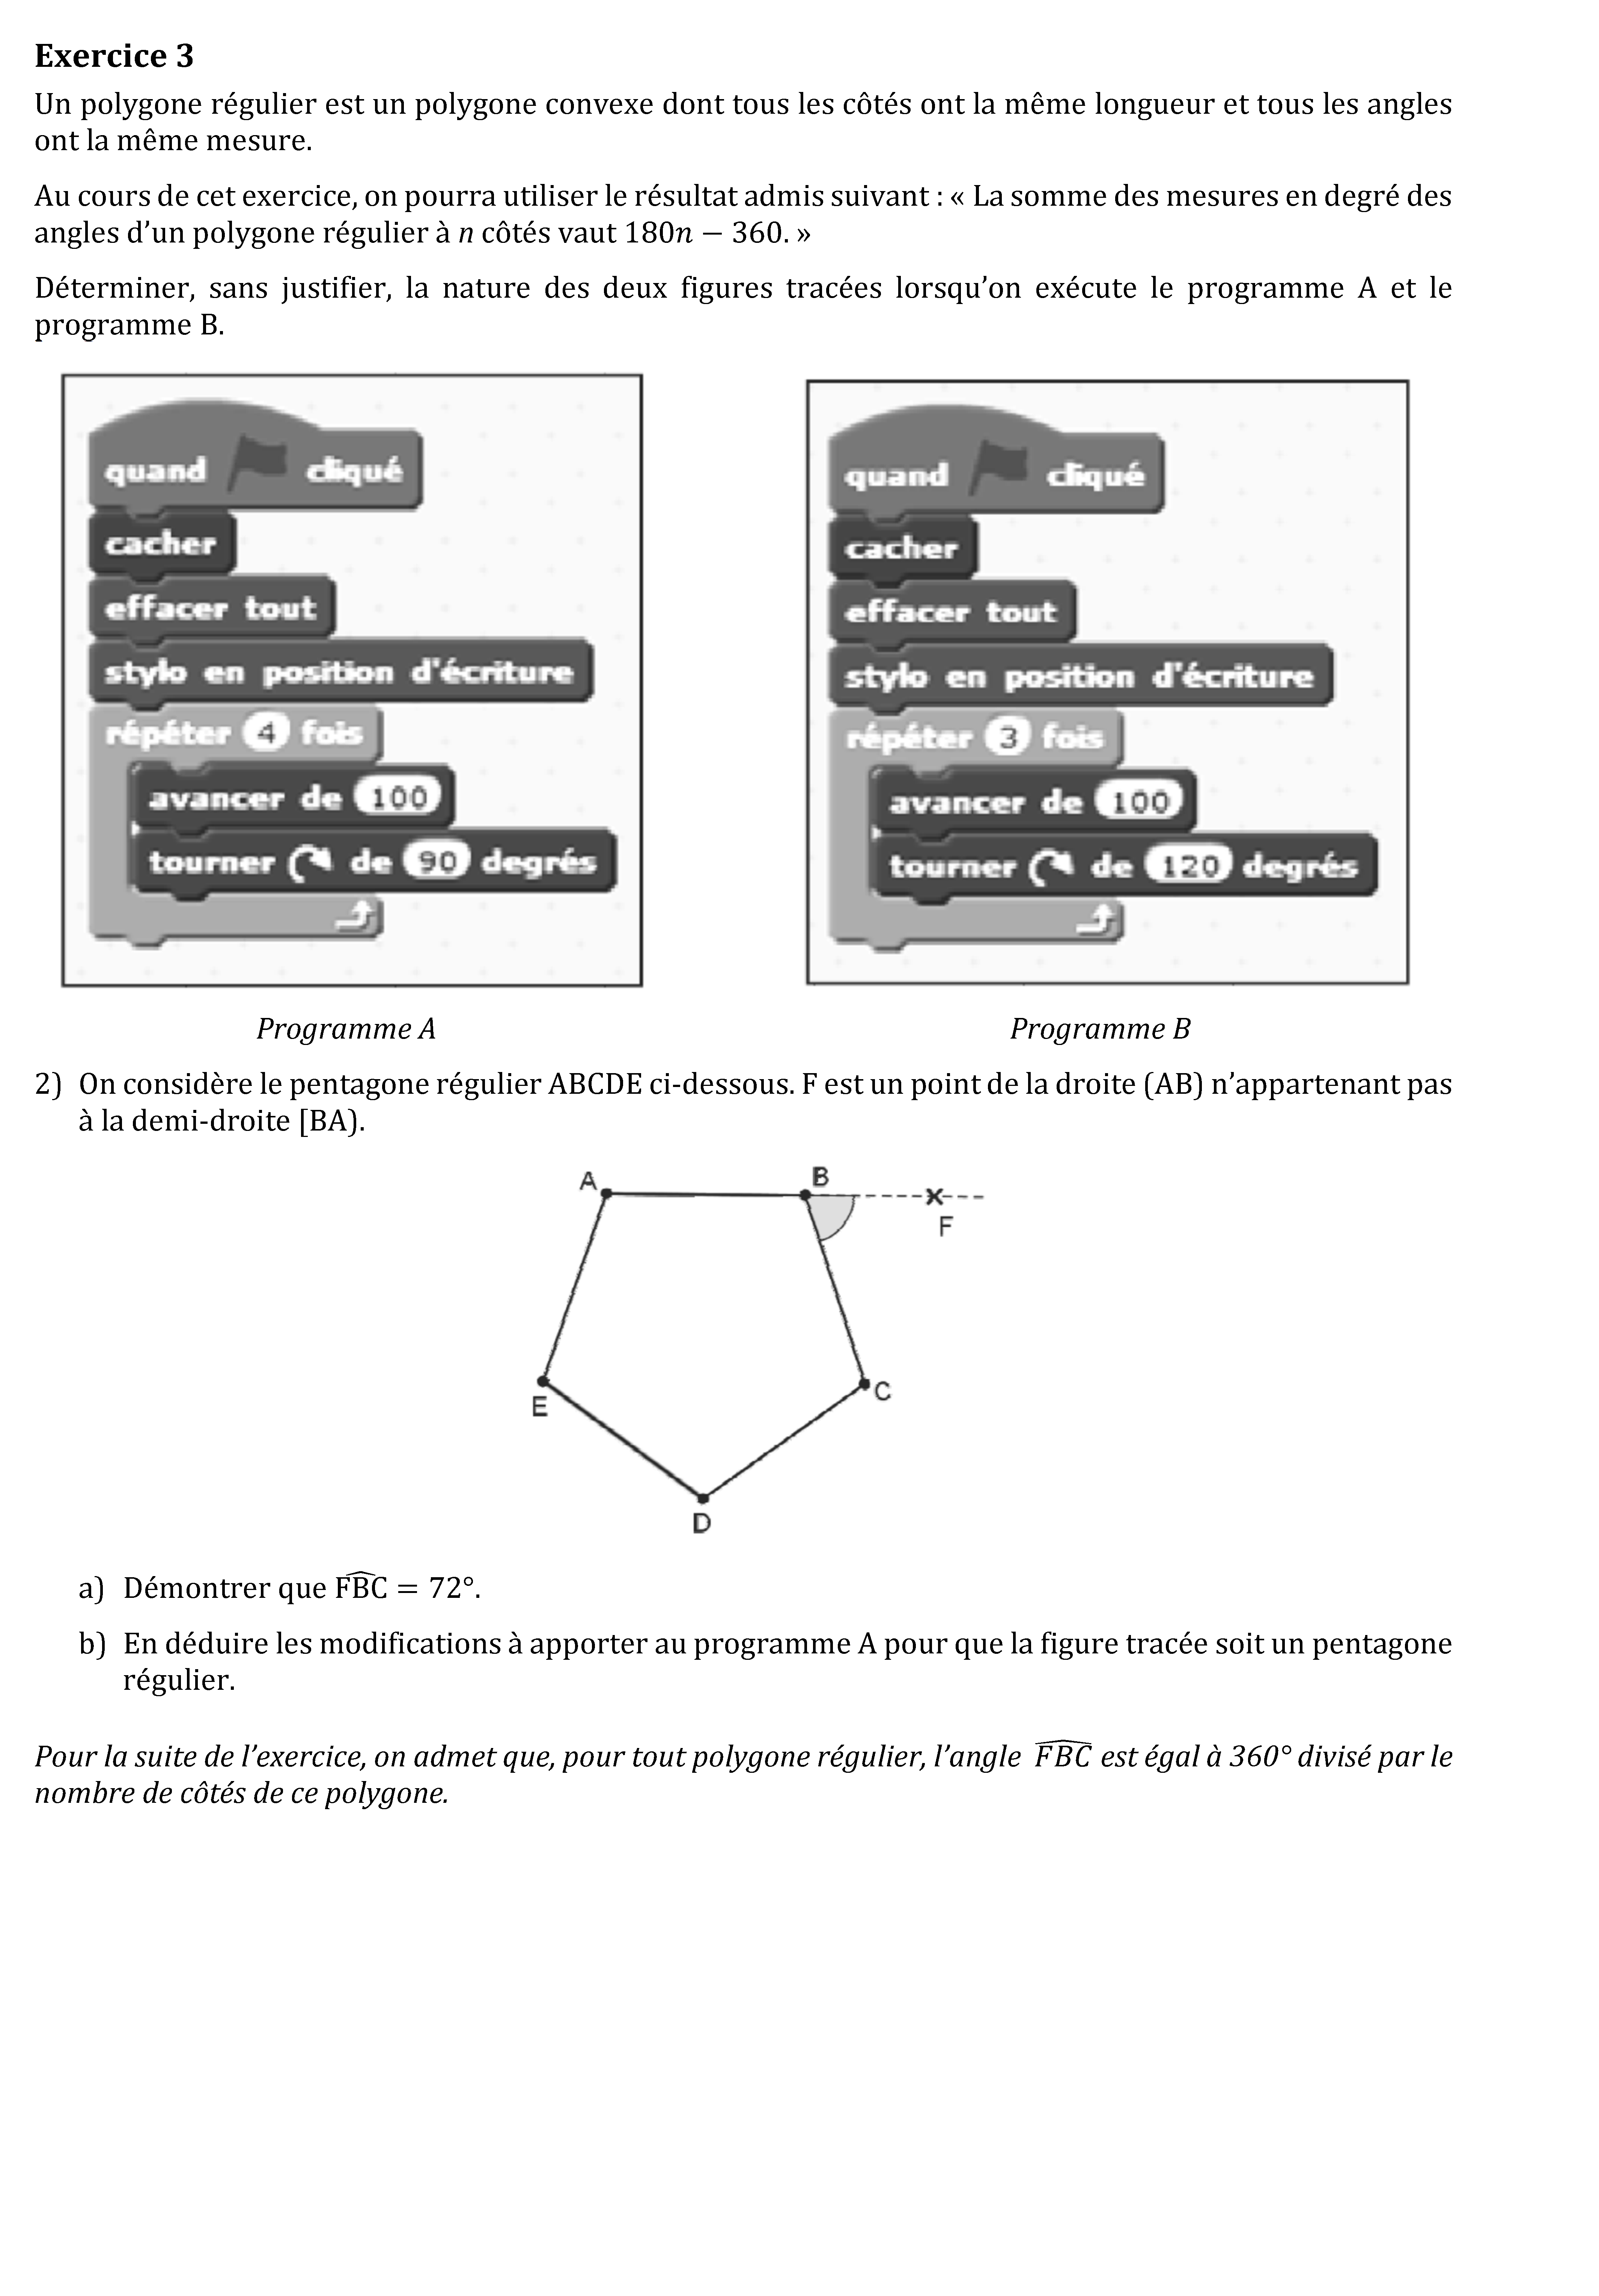 Exercice 3
Un polygone régulier est un polygone convexe dont tous les côtés ont la même longueur et tous les angles
ont la même mesure.
Au cours de cet exercice, on pourra utiliser le résultat admis suivant : « La somme des mesures en degré des
angles d’un polygone régulier à n côtés vaut 180n − 360. »
Déterminer, sans justifier, la nature des deux figures tracées lorsqu’on exécute le programme A et le
programme B.
quand cliqué
cacher
effacer tout
stylo en position d'écriture
répéter 4 fois
avancer de 100
tourner de 90 degrés
quand cliqué
cacher
effacer tout
stylo en position d'écriture
répéter 3 fois
avancer de 100
tourner de 120 degrés
Programme A
Programme B
2) On considère le pentagone régulier ABCDE ci-dessous. F est un point de la droite (AB) n’appartenant pas
à la demi-droite [BA).
A
B
F
E
C
D
a) Démontrer que F͡BC = 72°.
b) En déduire les modifications à apporter au programme A pour que la figure tracée soit un pentagone
régulier.
Pour la suite de l’exercice, on admet que, pour tout polygone régulier, l’angle F͡BC est égal à 360° divisé par le
nombre de côtés de ce polygone.